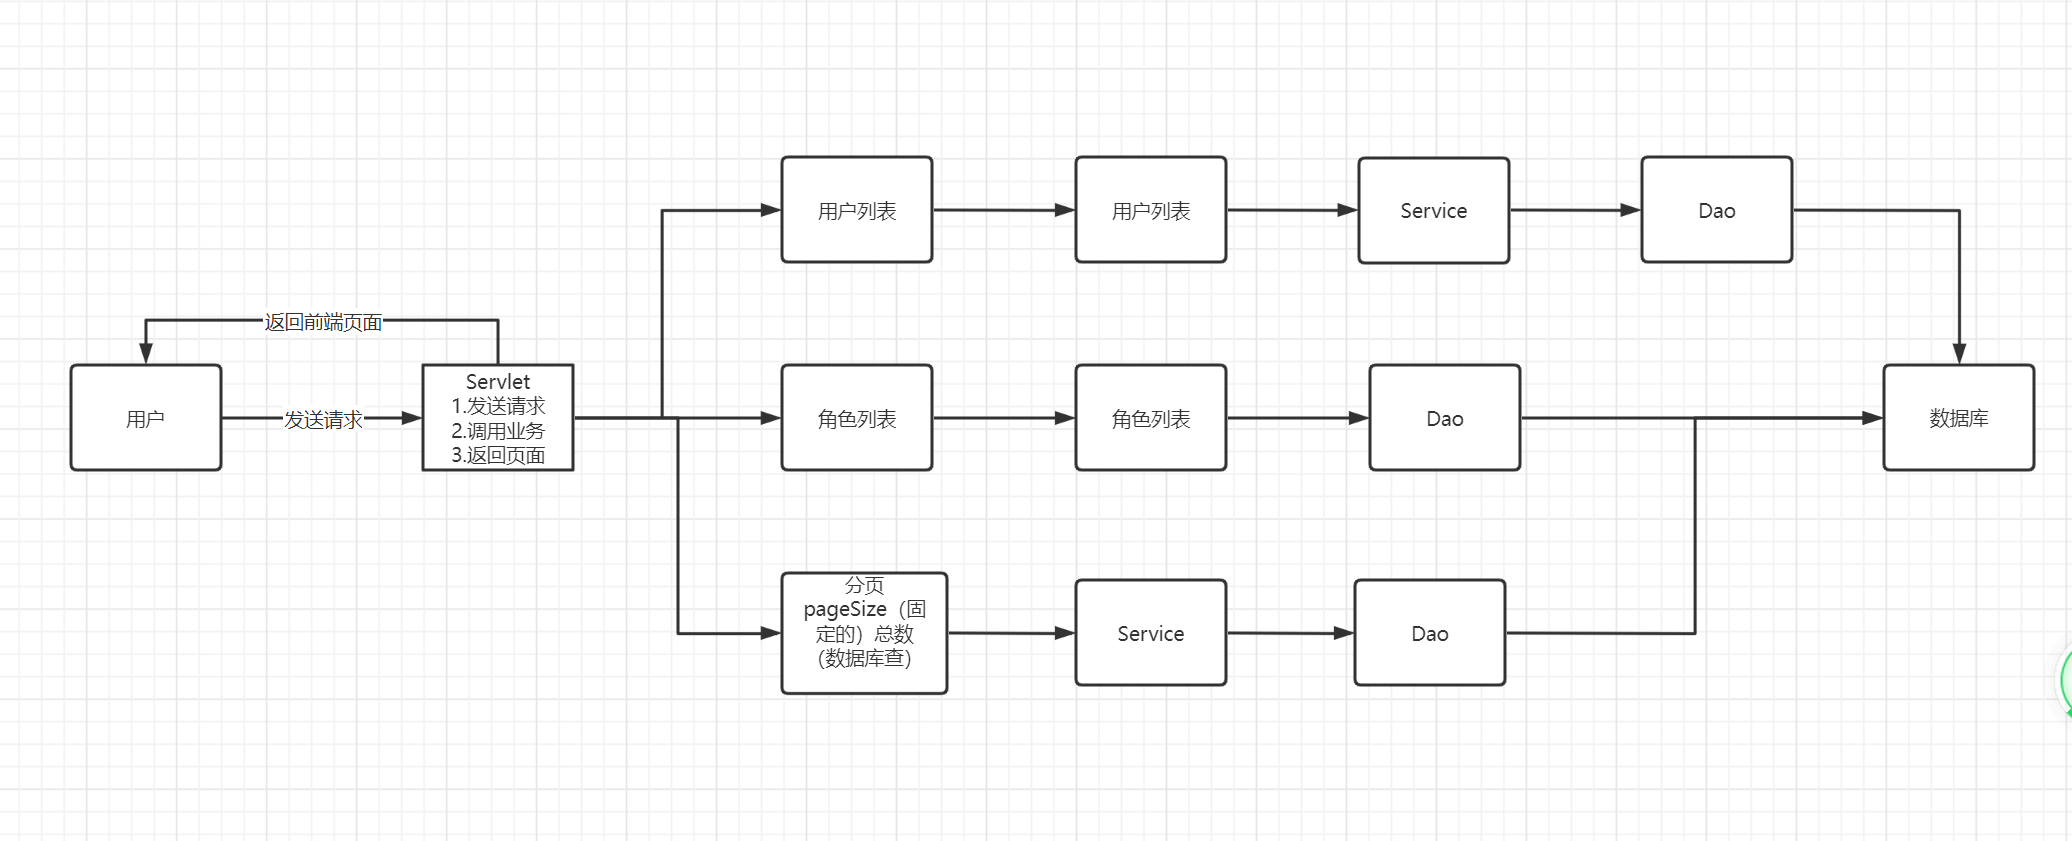 用户列表
用户列表
Service
Dao
返回前端页面
用户
发送请求
Servlet
1.发送请求
2.调用业务
3.返回页面
角色列表
角色列表
Dao
数据库
分页
pageSize（固
定的）总数
（数据库查）
Service
Dao